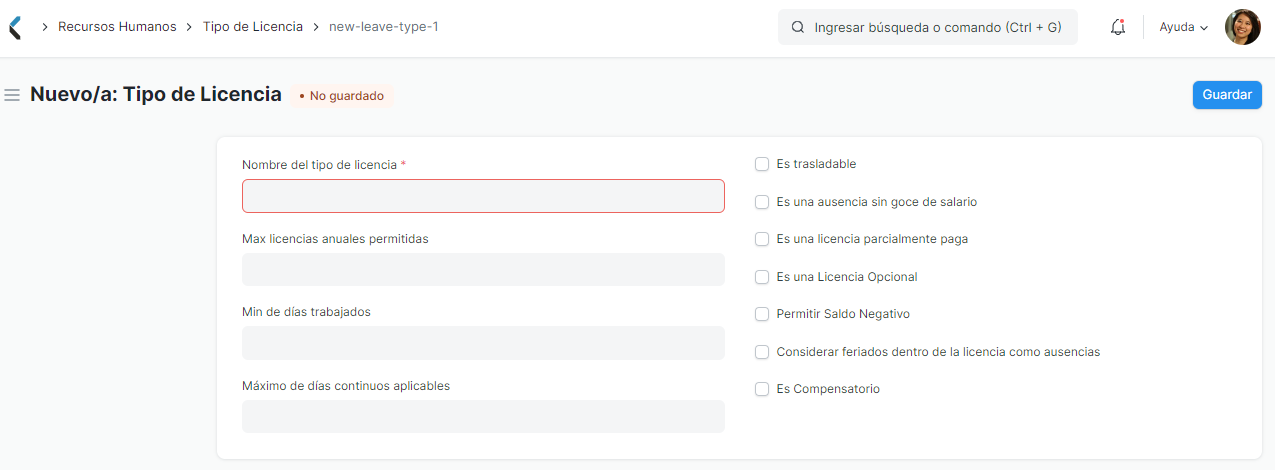 Recursos Humanos
Tipo de Licencia
new-leave-type-1
Ingresar búsqueda o comando (Ctrl + G)
Ayuda
Nuevo/a: Tipo de Licencia
• No guardado
Guardar
Nombre del tipo de licencia *
Max licencias anuales permitidas
Min de días trabajados
Máximo de días continuos aplicables
Es trasladable
Es una ausencia sin goce de salario
Es una licencia parcialmente paga
Es una Licencia Opcional
Permitir Saldo Negativo
Considerar feriados dentro de la licencia como ausencias
Es Compensatorio